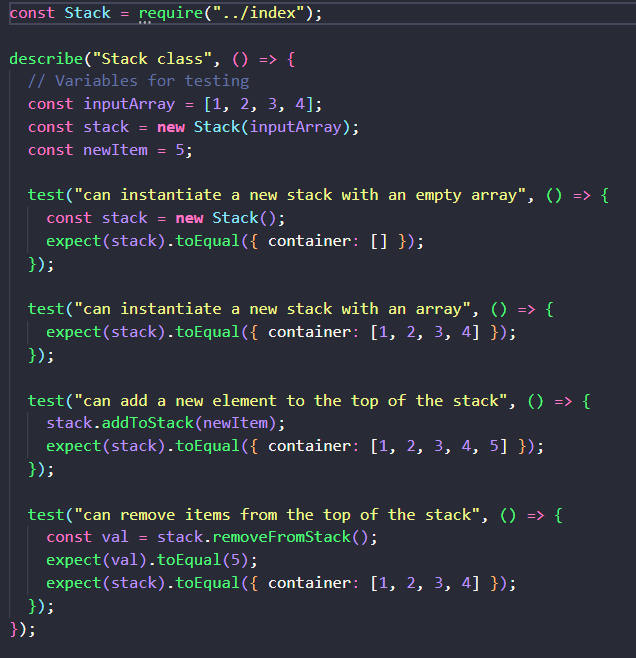 const Stack = require("../index");
describe("Stack class", () => {
  // Variables for testing
  const inputArray = [1, 2, 3, 4];
  const stack = new Stack(inputArray);
  const newItem = 5;
  test("can instantiate a new stack with an empty array", () => {
    const stack = new Stack();
    expect(stack).toEqual({ container: [] });
  });
  test("can instantiate a new stack with an array", () => {
    expect(stack).toEqual({ container: [1, 2, 3, 4] });
  });
  test("can add a new element to the top of the stack", () => {
    stack.addToStack(newItem);
    expect(stack).toEqual({ container: [1, 2, 3, 4, 5] });
  });
  test("can remove items from the top of the stack", () => {
    const val = stack.removeFromStack();
    expect(val).toEqual(5);
    expect(stack).toEqual({ container: [1, 2, 3, 4] });
  });
});